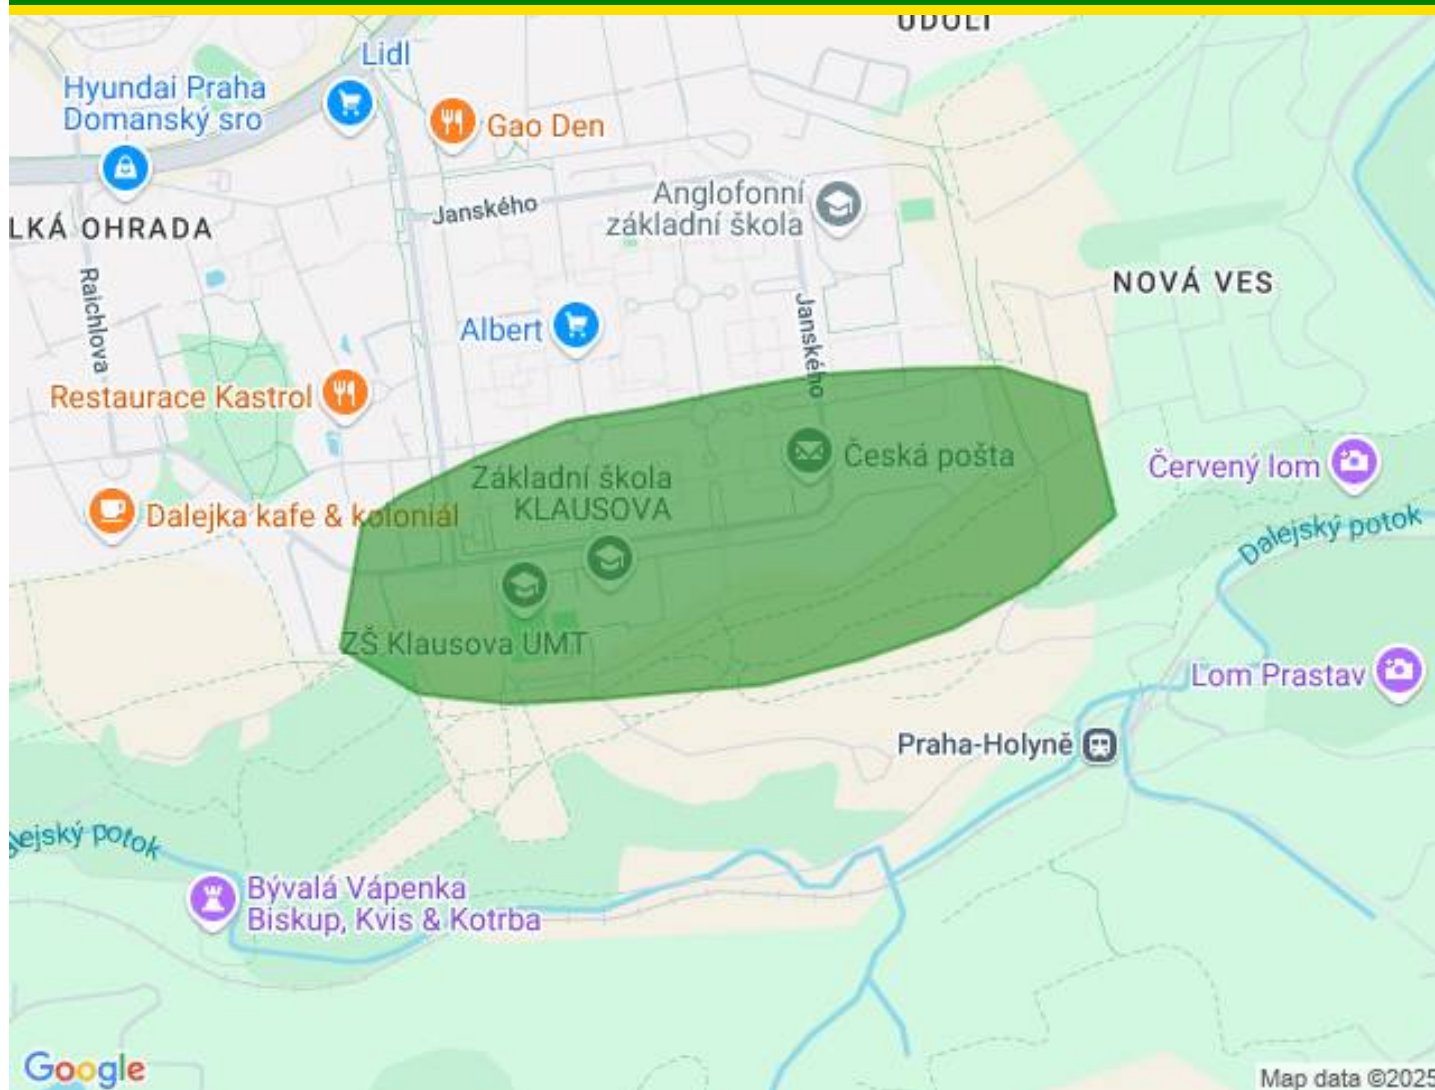 ÚDOLÍ
Lidl
Hyundai Praha
Domanský sro
Gao Den
Janského
Anglofonní
základní škola
LKÁ OHRADA
Raichlova
NOVÁ VES
Albert
Janského
Restaurace Kastrol
Základní škola
KLAUSOVA
Česká pošta
Červený lom
Dalejka kafe & koloniál
Dalejský potok
ZŠ Klausova UMT
Lom Prastav
Praha-Holyně
lejský potok
Bývalá Vápenka
Biskup, Kvis & Kotrba
Google
Map data ©2025